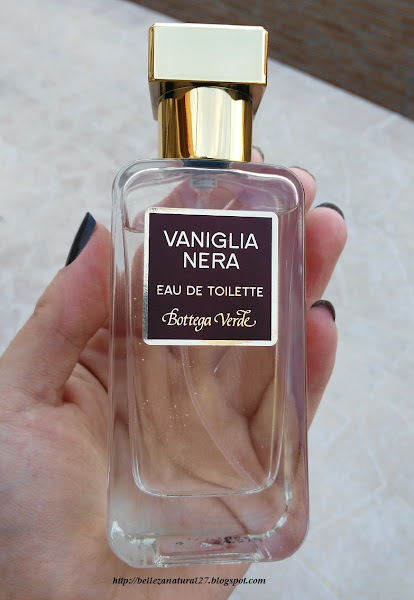 VANIGLIA
NERA
EAU DE TOILETTE
Bottega Verde
http://bellezanatural27.blogspot.com